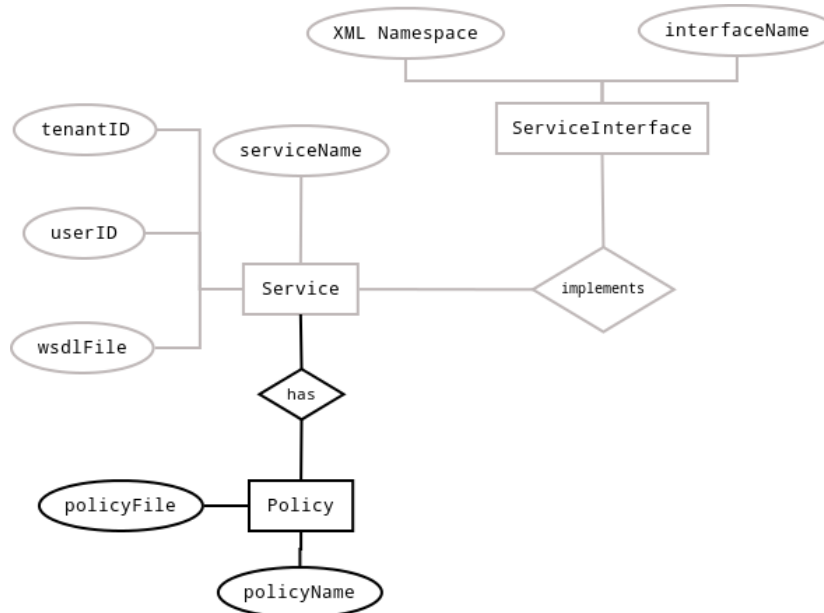 XML Namespace
interfaceName
tenantID
serviceName
ServiceInterface
userID
Service
implements
wsdlFile
has
policyFile
Policy
policyName